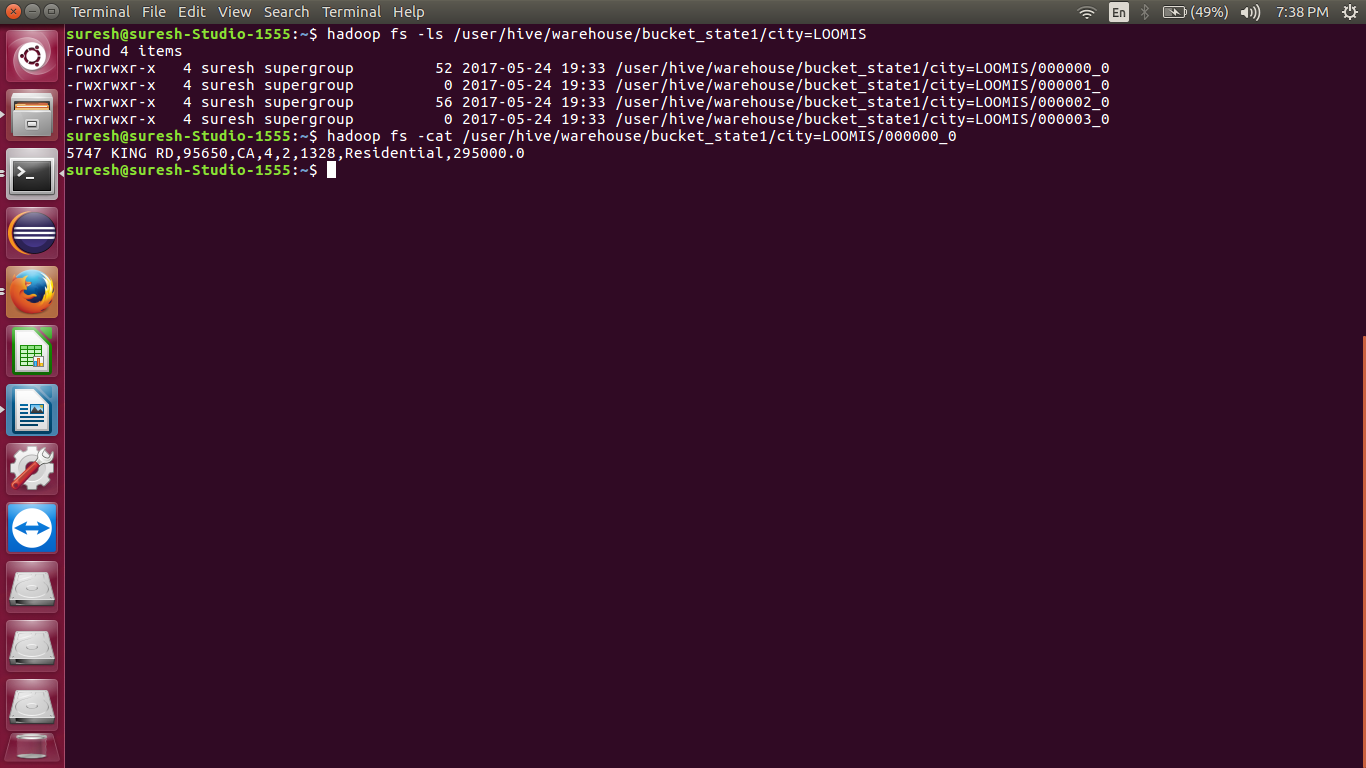 Terminal File Edit View Search Terminal Help En (49%) 7:38 PM
suresh@suresh-Studio-1555:~$ hadoop fs -ls /user/hive/warehouse/bucket_state1/city=LOOMIS
Found 4 items
-rwxrwxr-x   4 suresh supergroup         52 2017-05-24 19:33 /user/hive/warehouse/bucket_state1/city=LOOMIS/000000_0
-rwxrwxr-x   4 suresh supergroup          0 2017-05-24 19:33 /user/hive/warehouse/bucket_state1/city=LOOMIS/000001_0
-rwxrwxr-x   4 suresh supergroup         56 2017-05-24 19:33 /user/hive/warehouse/bucket_state1/city=LOOMIS/000002_0
-rwxrwxr-x   4 suresh supergroup          0 2017-05-24 19:33 /user/hive/warehouse/bucket_state1/city=LOOMIS/000003_0
suresh@suresh-Studio-1555:~$ hadoop fs -cat /user/hive/warehouse/bucket_state1/city=LOOMIS/000000_0
5747 KING RD,95650,CA,4,2,1328,Residential,295000.0
suresh@suresh-Studio-1555:~$